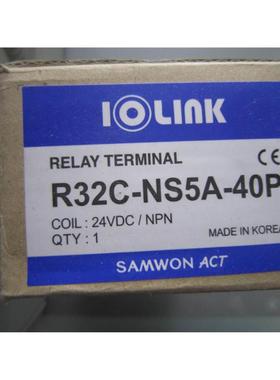 IOLINK
RELAY TERMINAL CE
R32C-NS5A-40P
COIL : 24VDC / NPN
QTY : 1 MADE IN KOREA
SAMWON ACT